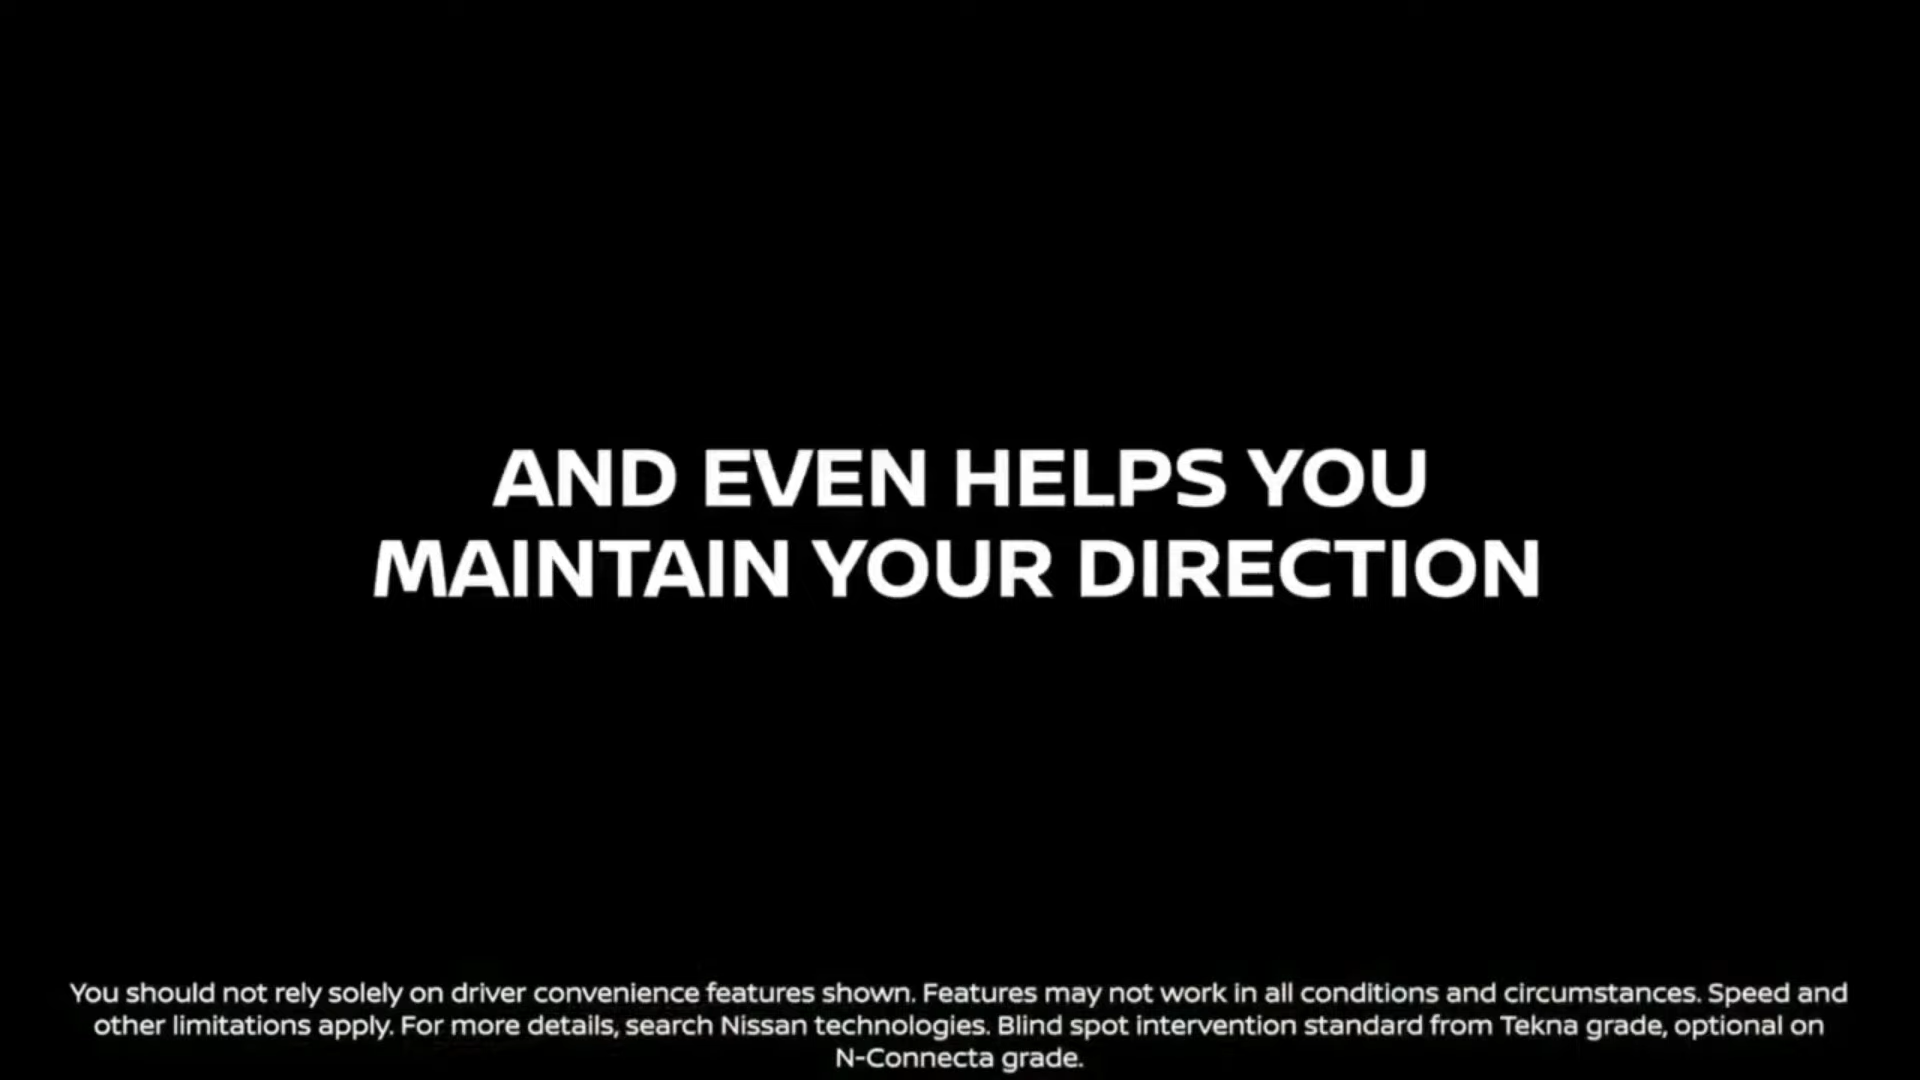 AND EVEN HELPS YOU
MAINTAIN YOUR DIRECTION
You should not rely solely on driver convenience features shown. Features may not work in all conditions and circumstances. Speed and
other limitations apply. For more details, search Nissan technologies. Blind spot intervention standard from Tekna grade, optional on
N-Connecta grade.